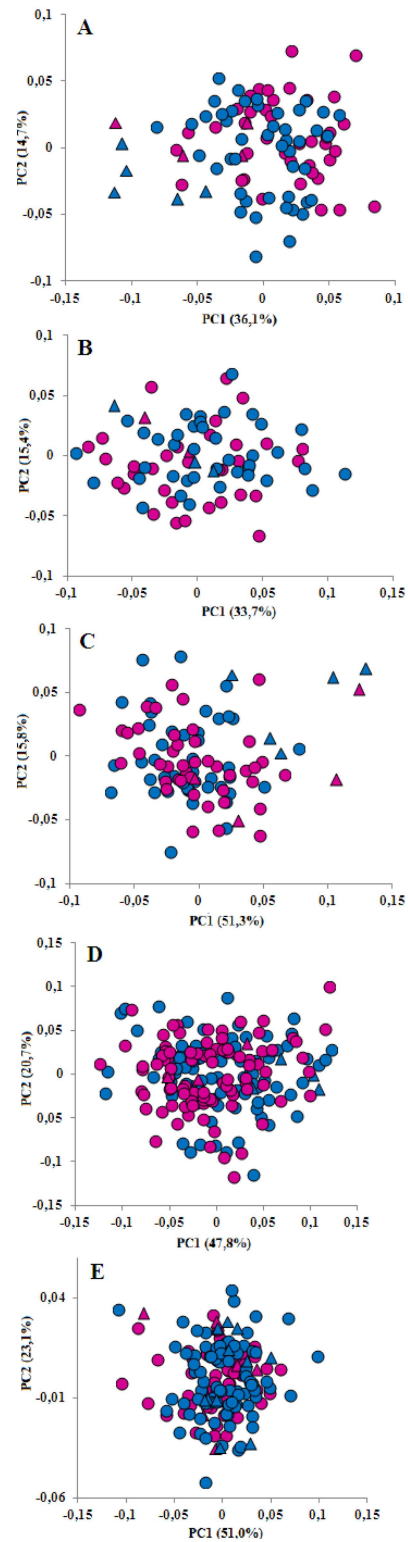 A
0,1
0,05
0
-0,05
-0,1
PC2 (14,7%)
-0,15 -0,1 -0,05 0 0,05 0,1
PC1 (36,1%)
B
0,1
0,05
0
-0,05
-0,1
PC2 (15,4%)
-0,1 -0,05 0 0,05 0,1 0,15
PC1 (33,7%)
C
0,1
0,05
0
-0,05
-0,1
PC2 (15,8%)
-0,1 -0,05 0 0,05 0,1 0,15
PC1 (51,3%)
D
0,15
0,1
0,05
0
-0,05
-0,1
-0,15
PC2 (20,7%)
-0,15 -0,1 -0,05 0 0,05 0,1 0,15
PC1 (47,8%)
E
0,04
-0,01
-0,06
PC2 (23,1%)
-0,15 -0,1 -0,05 0 0,05 0,1 0,15
PC1 (51,0%)